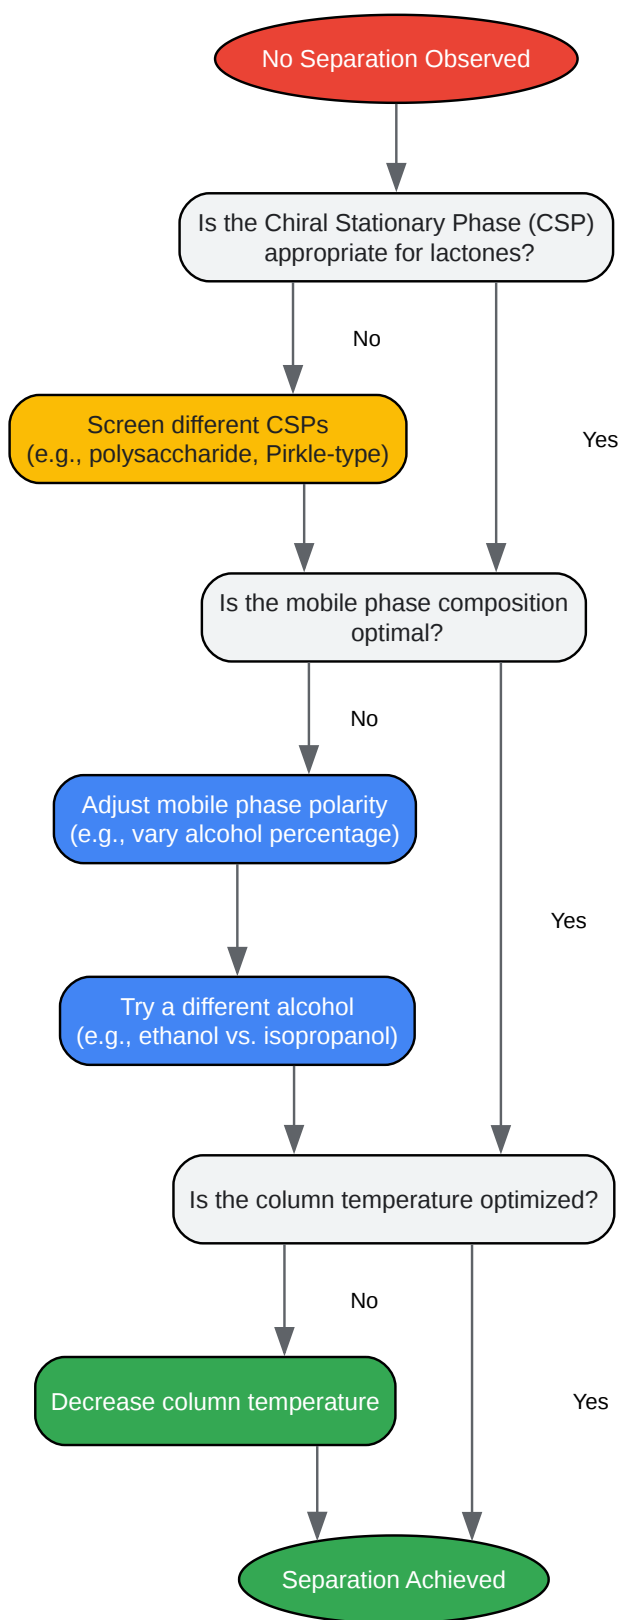 No Separation Observed
Is the Chiral Stationary Phase (CSP)
appropriate for lactones?
No
Screen different CSPs
(e.g., polysaccharide, Pirkle-type)
Yes
Is the mobile phase composition
optimal?
No
Adjust mobile phase polarity
(e.g., vary alcohol percentage)
Yes
Try a different alcohol
(e.g., ethanol vs. isopropanol)
Is the column temperature optimized?
No
Decrease column temperature
Yes
Separation Achieved